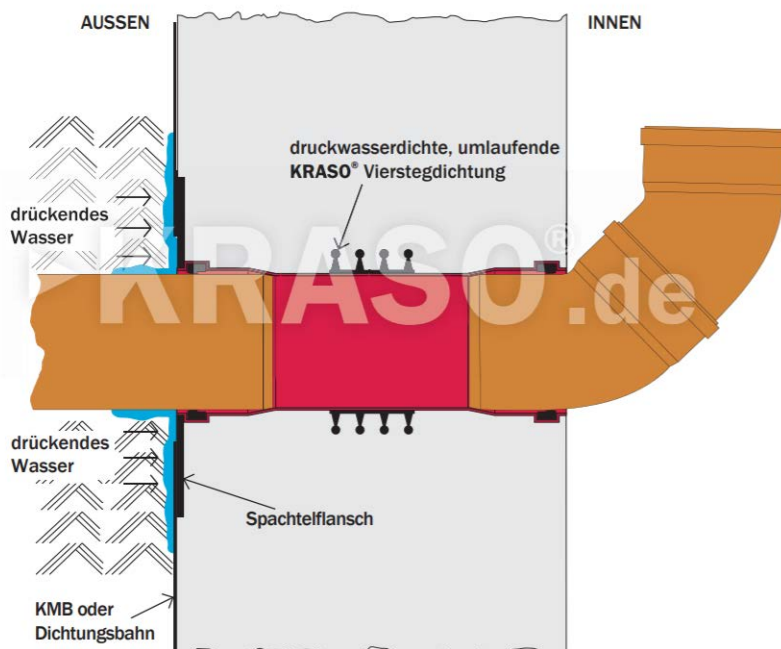 AUSSEN
INNEN
druckwasserdichte, umlaufende
KRASO® Vierstegdichtung
drückendes
Wasser
KRASO®.de
drückendes
Wasser
Spachtelflansch
KMB oder
Dichtungsbahn